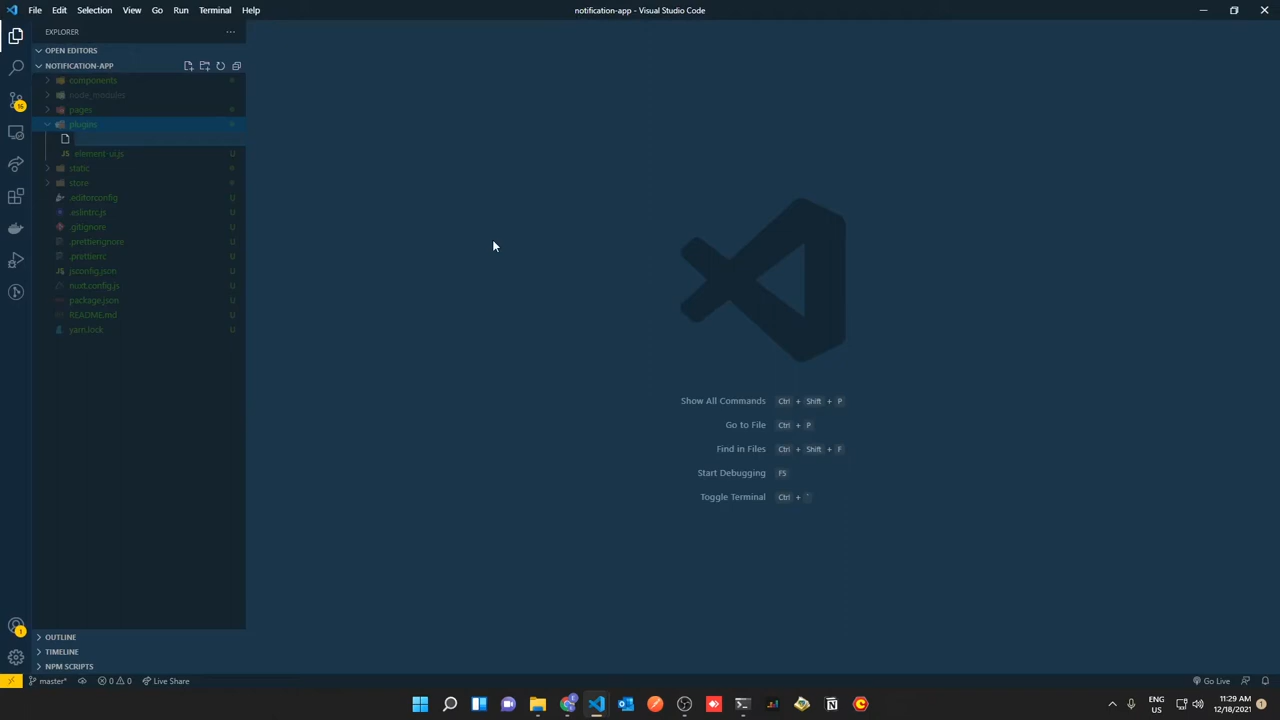 File Edit Selection View Go Run Terminal Help
notification-app - Visual Studio Code
EXPLORER
OPEN EDITORS
NOTIFICATION-APP
components
node_modules
pages
plugins
JS element-ui.js U
static
store
.editorconfig U
.eslintrc.js U
.gitignore U
.prettierignore U
.prettierrc U
JS jsconfig.json U
nuxt.config.js U
package.json U
README.md U
yarn.lock U
Show All Commands Ctrl + Shift + P
Go to File Ctrl + P
Find in Files Ctrl + Shift + F
Start Debugging F5
Toggle Terminal Ctrl + `
16
1
OUTLINE
TIMELINE
NPM SCRIPTS
master* 0 0 Live Share
Go Live
ENG
US
11:29 AM
12/18/2021